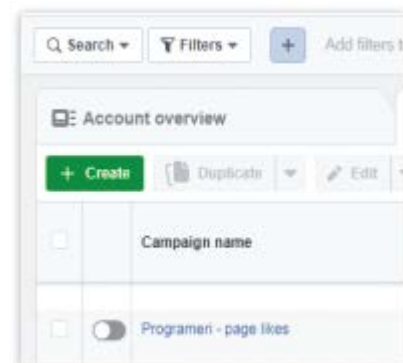 Search Filters + Add filters t
Account overview
+ Create Duplicate Edit
Campaign name
Programeri - page likes